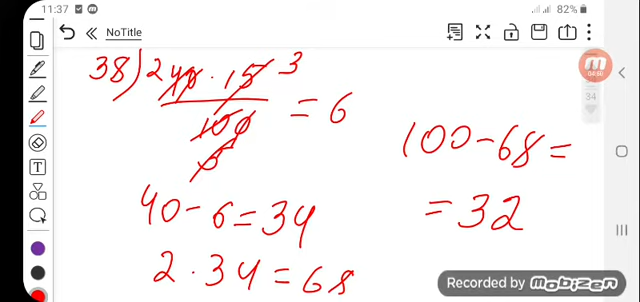 11:37
82%
NoTitle
38) 2 40 · 15 3
100 = 6
5
40 - 6 = 34
2 · 34 = 68
100 - 68 =
= 32
34
Recorded by mobizen